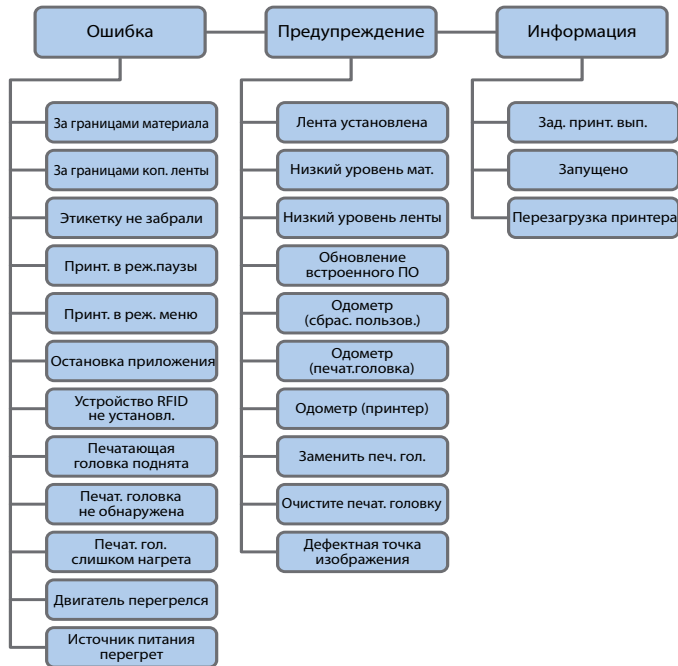 Ошибка
За границами материала
За границами коп. ленты
Этикетку не забрали
Принт. в реж.паузы
Принт. в реж. меню
Остановка приложения
Устройство RFID
не установл.
Печатающая
головка поднята
Печат. головка
не обнаружена
Печат. гол.
слишком нагрета
Двигатель перегрелся
Источник питания
перегрет
Предупреждение
Лента установлена
Низкий уровень мат.
Низкий уровень ленты
Обновление
встроенного ПО
Одометр
(сбрас. пользов.)
Одометр
(печат.головка)
Одометр (принтер)
Заменить печ. гол.
Очистите печат. головку
Дефектная точка
изображения
Информация
Зад. принт. вып.
Запущено
Перезагрузка принтера